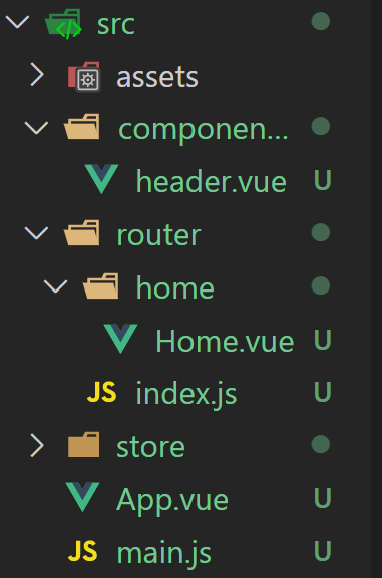 src
assets
componen...
header.vue U
router
home
Home.vue U
JS index.js U
store
App.vue U
JS main.js U